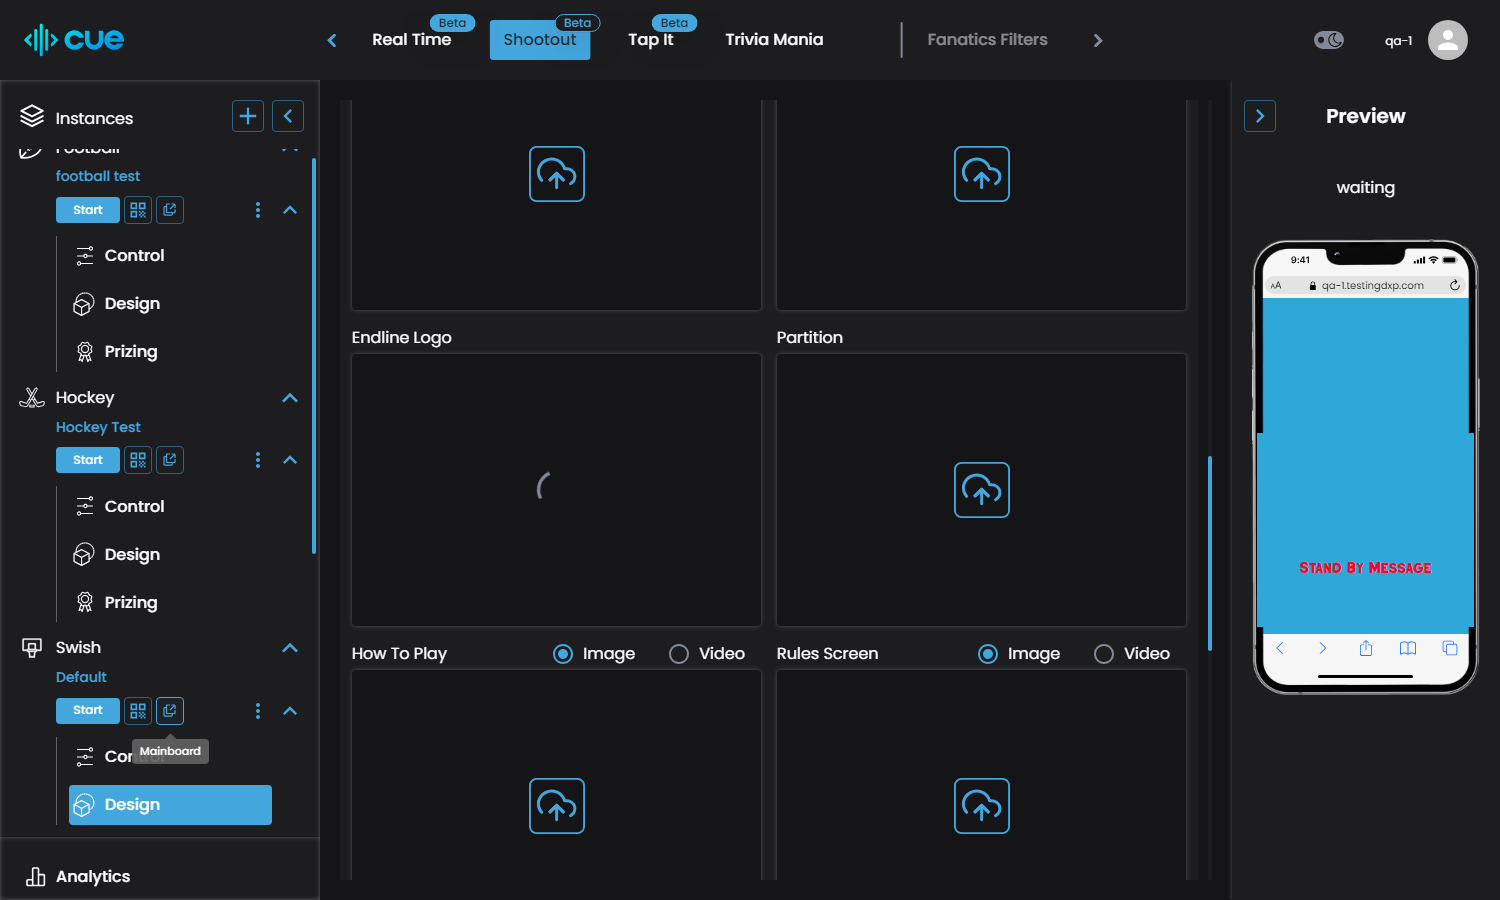 cue
Real Time
Beta
Shootout
Beta
Tap It
Beta
Trivia Mania
Fanatics Filters
qa-1
Instances
Football
football test
Start
Control
Design
Prizing
Hockey
Hockey Test
Start
Control
Design
Prizing
Swish
Default
Start
Mainboard
Control
Design
Analytics
Endline Logo
Partition
How To Play
Image
Video
Rules Screen
Image
Video
Preview
waiting
9:41
AA
qa-1.testingdxp.com
Stand By Message